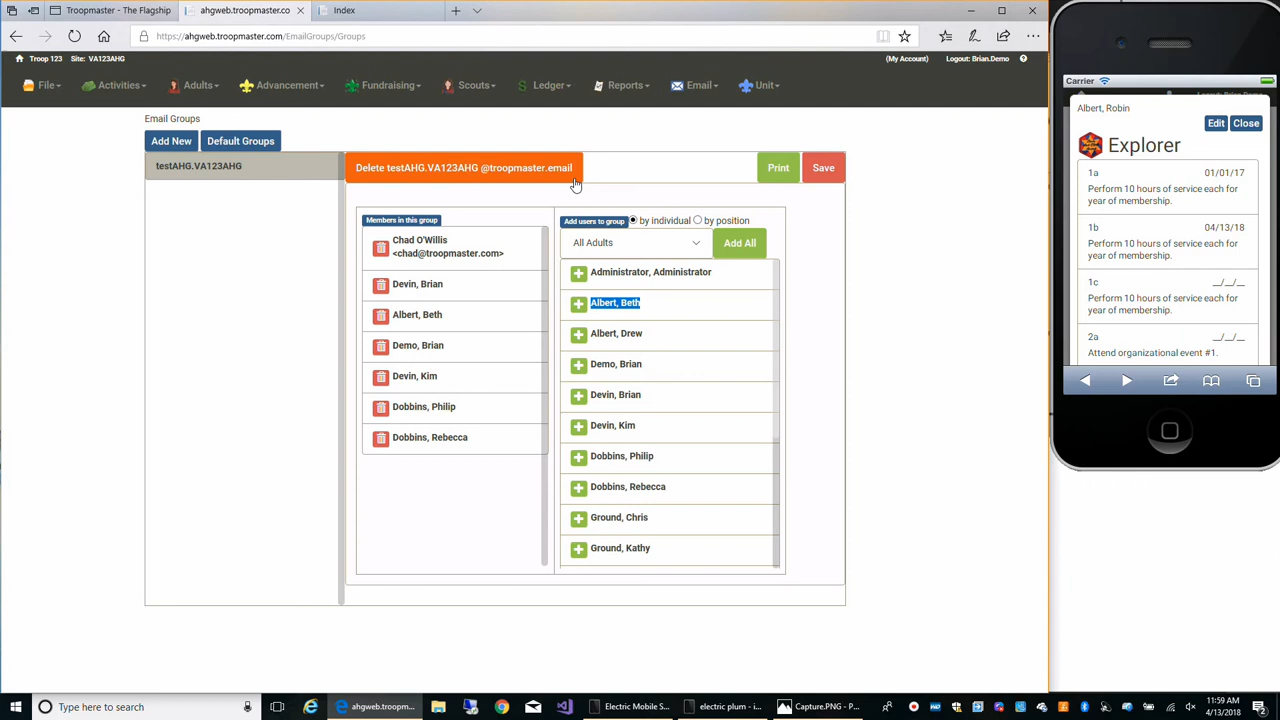 Troopmaster - The Flagship
ahgweb.troopmaster.co
Index
https://ahgweb.troopmaster.com/EmailGroups/Groups
Troop 123 Site: VA123AHG
(My Account) Logout: Brian.Demo
File
Activities
Adults
Advancement
Fundraising
Scouts
Ledger
Reports
Email
Unit
Email Groups
Add New
Default Groups
testAHG.VA123AHG
Delete testAHG.VA123AHG @troopmaster.email
Print
Save
Members in this group
Chad O'Willis
<chad@troopmaster.com>
Devin, Brian
Albert, Beth
Demo, Brian
Devin, Kim
Dobbins, Philip
Dobbins, Rebecca
Add users to group
by individual
by position
All Adults
Add All
Administrator, Administrator
Albert, Beth
Albert, Drew
Demo, Brian
Devin, Brian
Devin, Kim
Dobbins, Philip
Dobbins, Rebecca
Ground, Chris
Ground, Kathy
Carrier
Albert, Robin
Edit
Close
Explorer
1a 01/01/17
Perform 10 hours of service each for
year of membership.
1b 04/13/18
Perform 10 hours of service each for
year of membership.
1c __/__/__
Perform 10 hours of service each for
year of membership.
2a __/__/__
Attend organizational event #1.
Type here to search
ahgweb.troopm...
Electric Mobile S...
electric plum - i...
Capture.PNG - P...
11:59 AM
4/13/2018